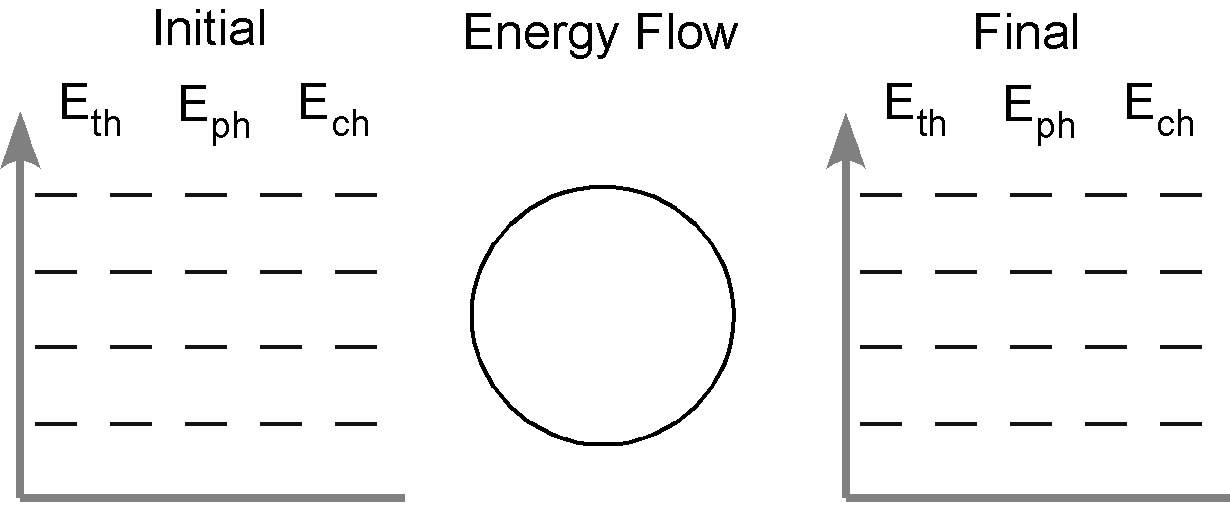 Initial
Energy Flow
Final
Eth Eph Ech
Eth Eph Ech